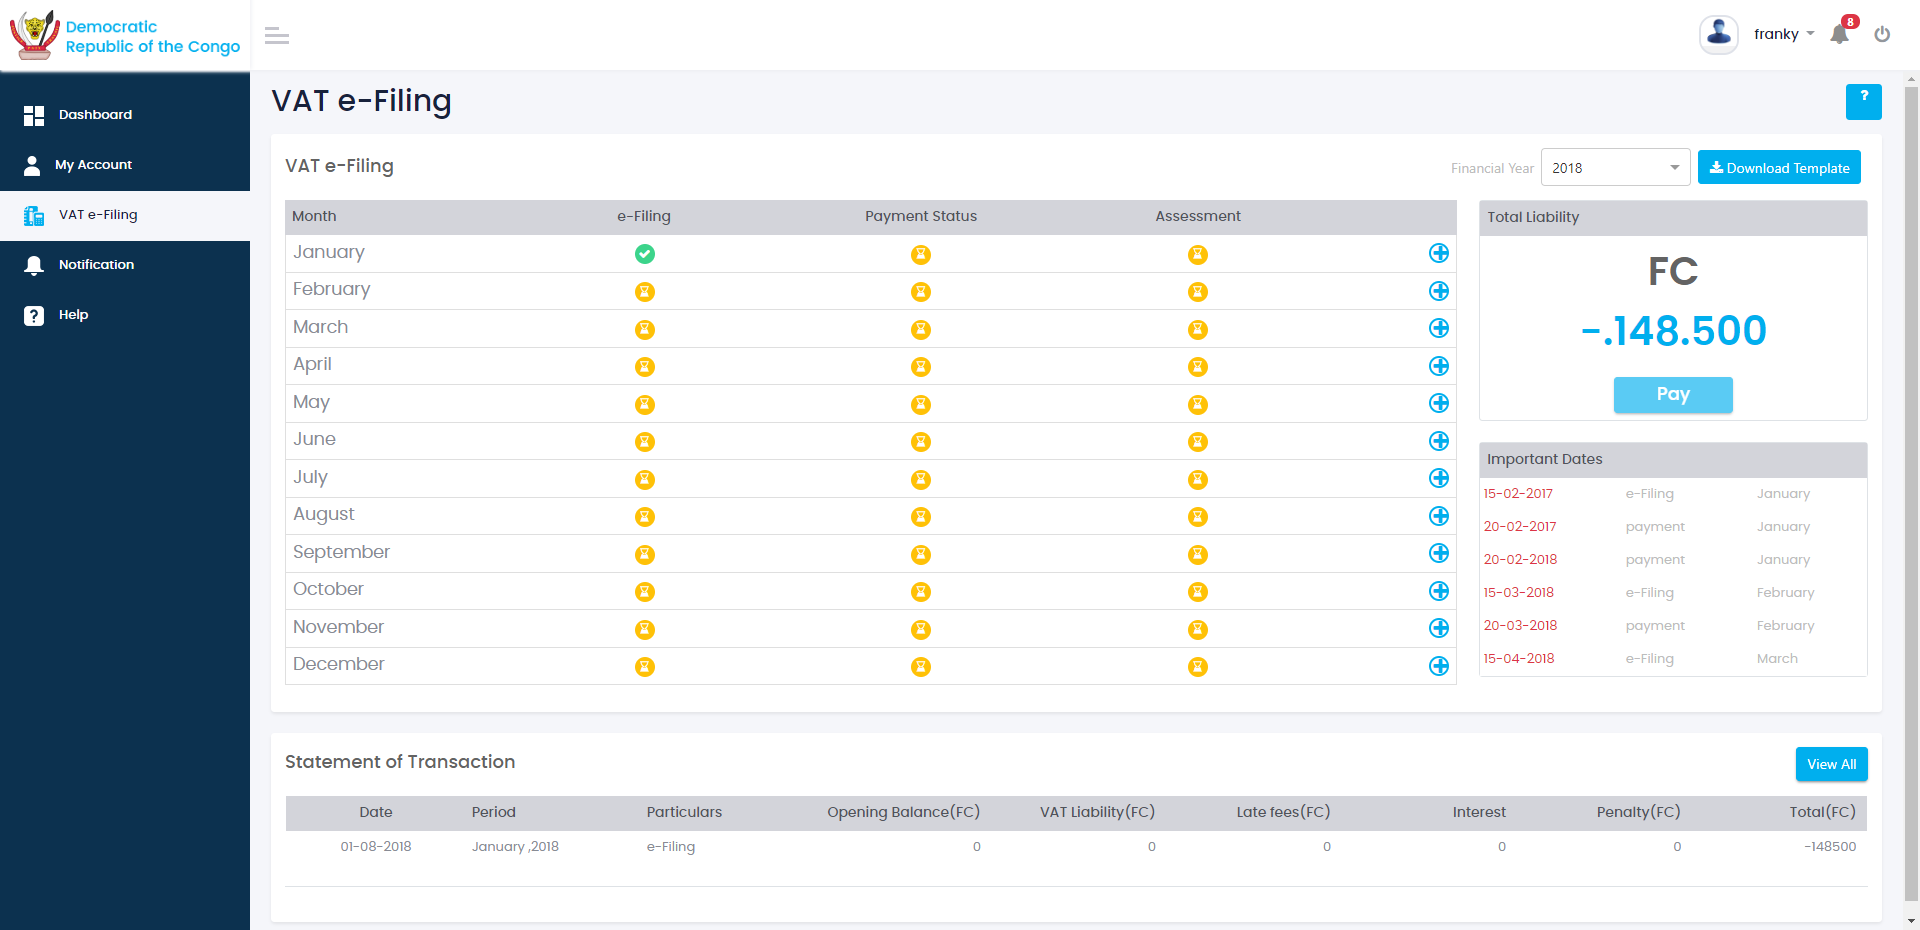 Democratic
Republic of the Congo
franky
8
Dashboard
My Account
VAT e-Filing
Notification
Help
VAT e-Filing
?
VAT e-Filing
Financial Year 2018 Download Template
Month e-Filing Payment Status Assessment
January
February
March
April
May
June
July
August
September
October
November
December
Total Liability
FC
-.148.500
Pay
Important Dates
15-02-2017 e-Filing January
20-02-2017 payment January
20-02-2018 payment January
15-03-2018 e-Filing February
20-03-2018 payment February
15-04-2018 e-Filing March
Statement of Transaction
View All
Date Period Particulars Opening Balance(FC) VAT Liability(FC) Late fees(FC) Interest Penalty(FC) Total(FC)
01-08-2018 January ,2018 e-Filing 0 0 0 0 0 -148500